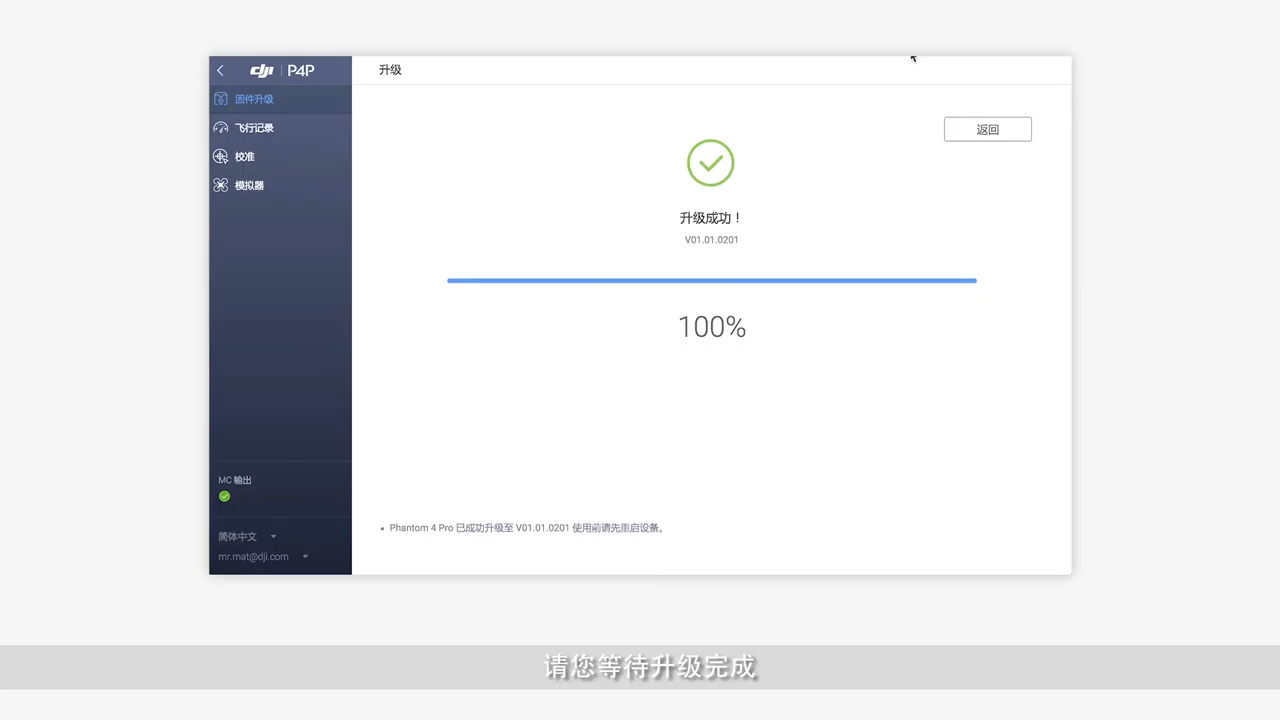 dji P4P
固件升级
飞行记录
校准
模拟器
MC 输出
简体中文
mr.mat@dji.com
升级
返回
升级成功！
V01.01.0201
100%
• Phantom 4 Pro 已成功升级至 V01.01.0201 使用前请先重启设备。
请您等待升级完成